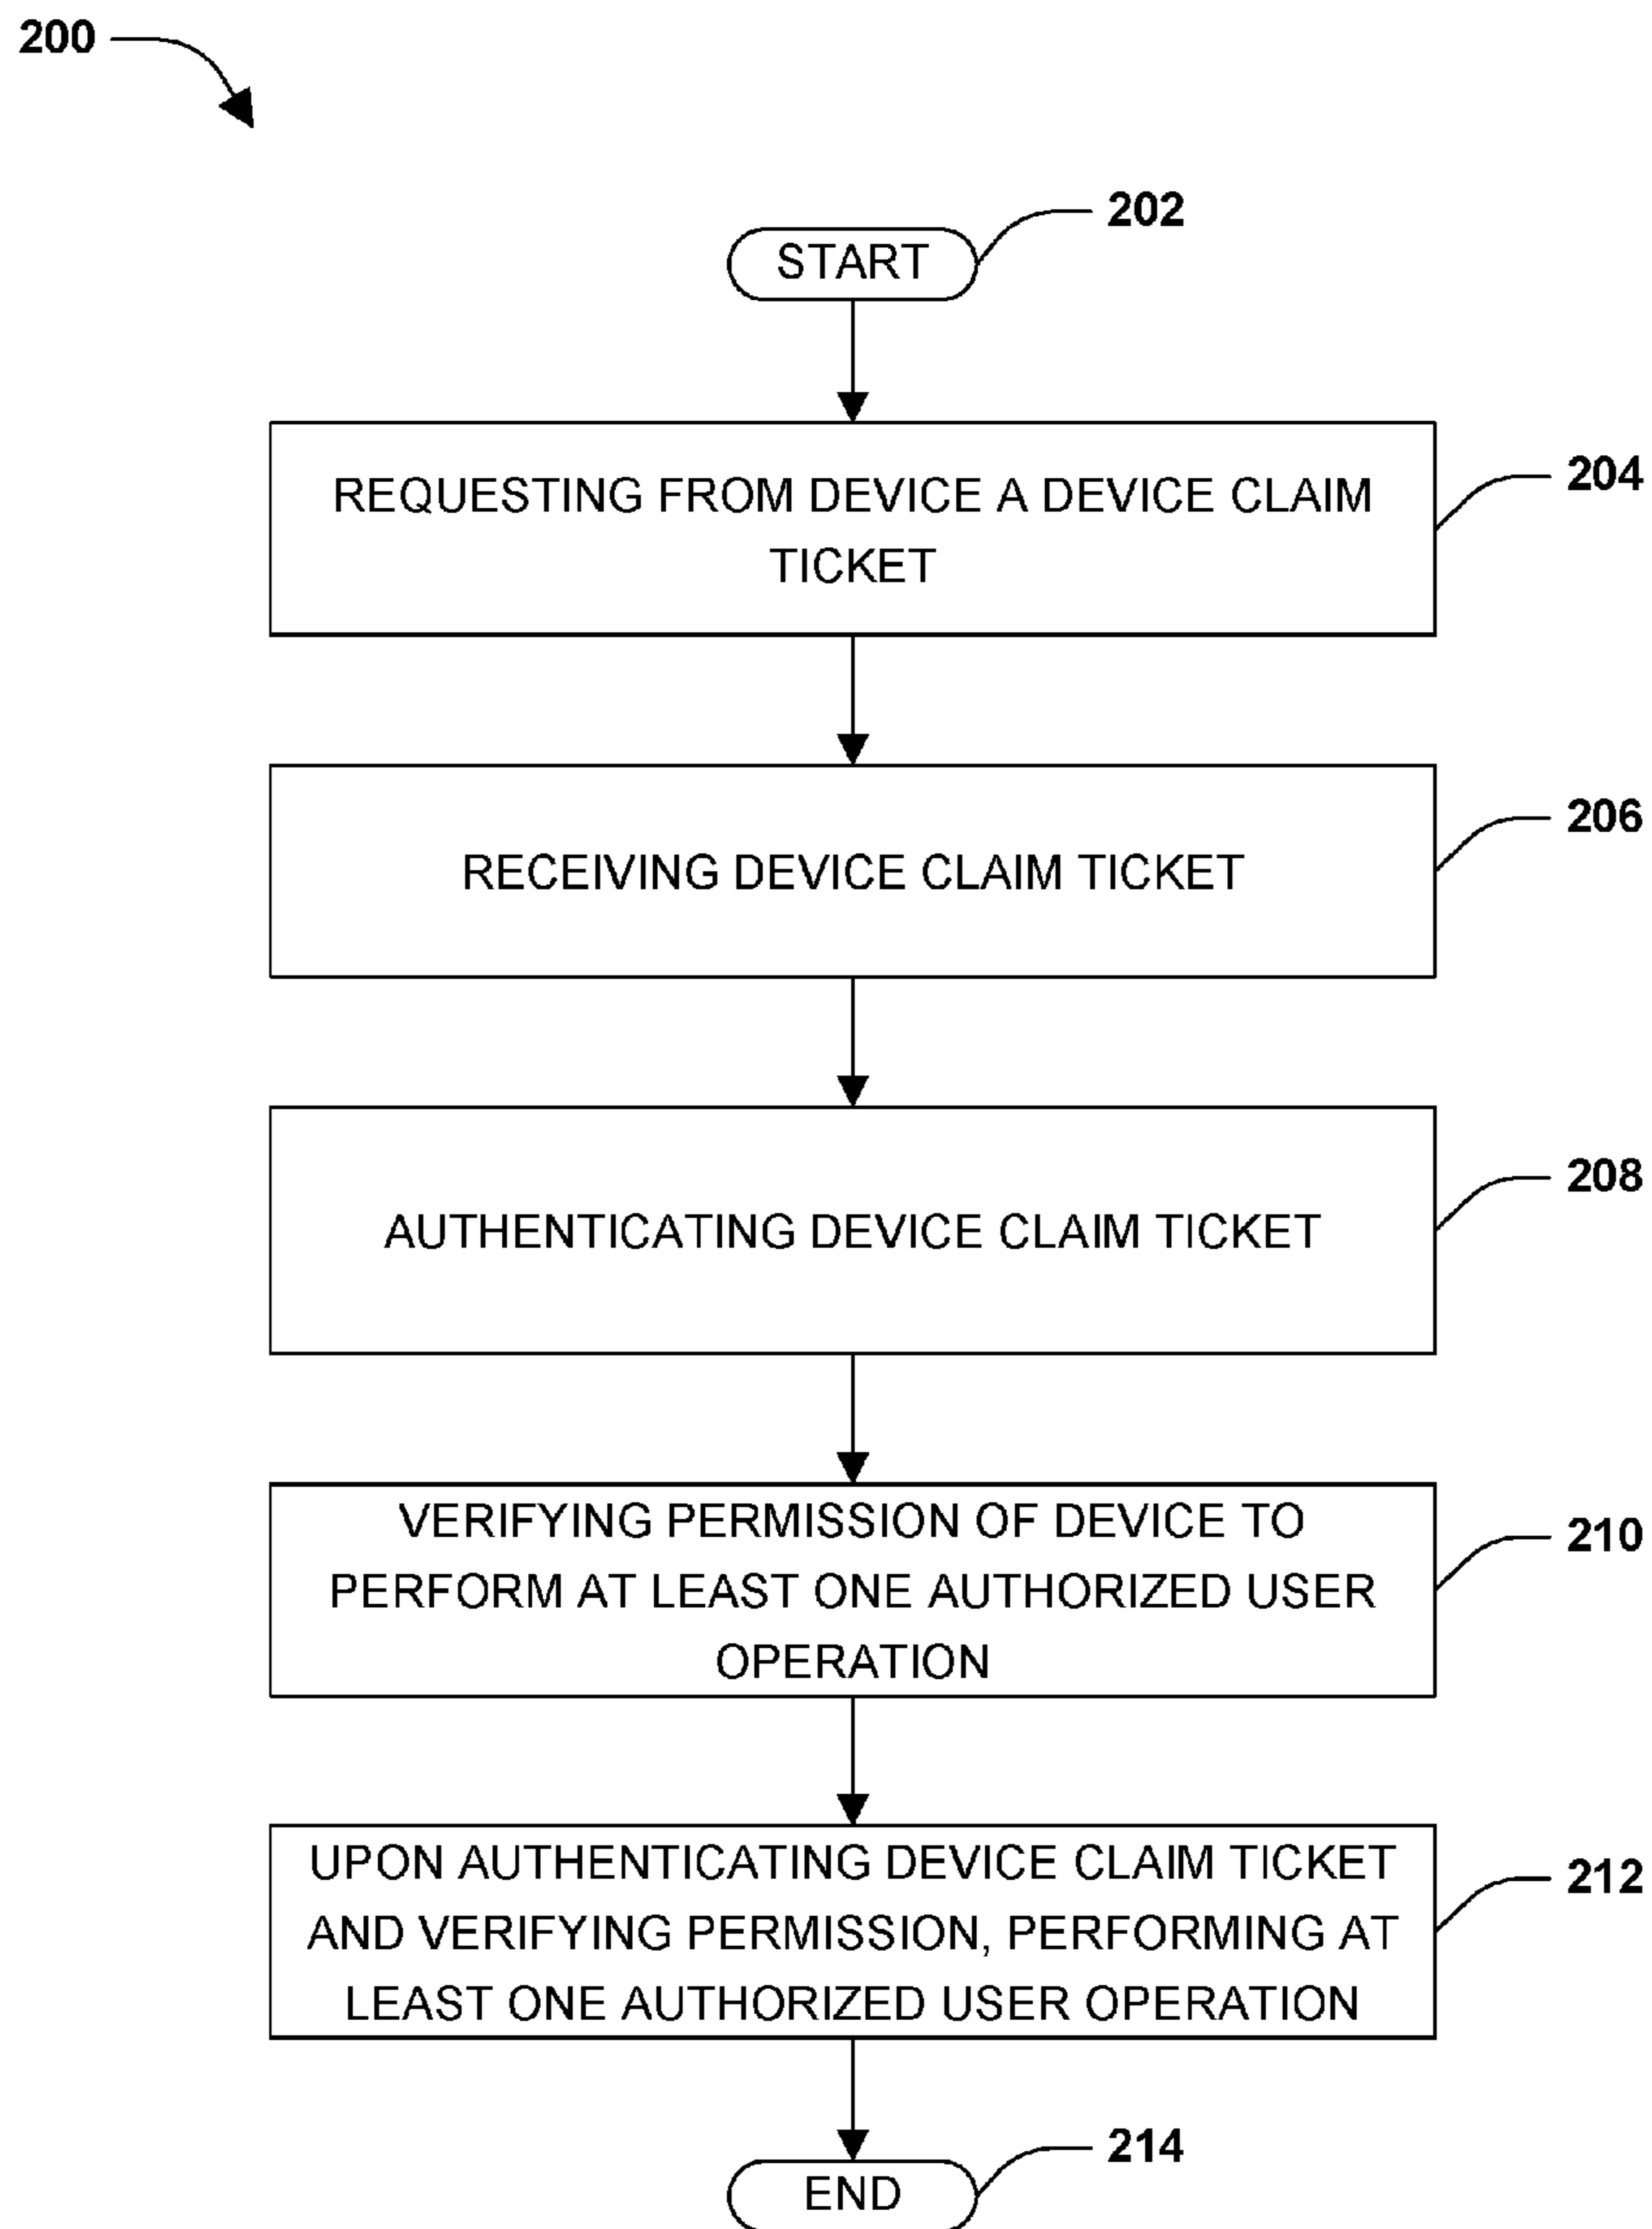 200
202
START
204
REQUESTING FROM DEVICE A DEVICE CLAIM
TICKET
206
RECEIVING DEVICE CLAIM TICKET
208
AUTHENTICATING DEVICE CLAIM TICKET
210
VERIFYING PERMISSION OF DEVICE TO
PERFORM AT LEAST ONE AUTHORIZED USER
OPERATION
212
UPON AUTHENTICATING DEVICE CLAIM TICKET
AND VERIFYING PERMISSION, PERFORMING AT
LEAST ONE AUTHORIZED USER OPERATION
214
END